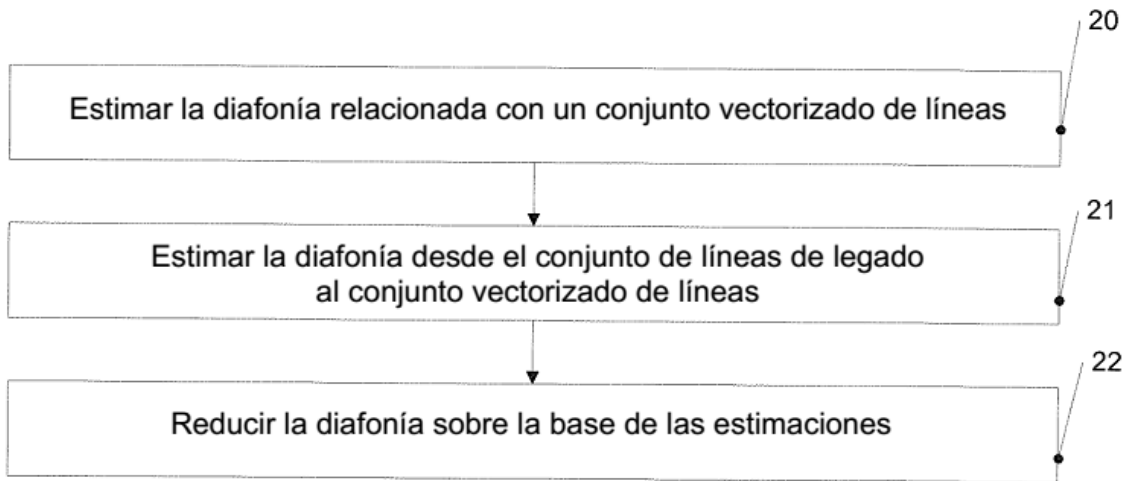 20
Estimar la diafonía relacionada con un conjunto vectorizado de líneas
21
Estimar la diafonía desde el conjunto de líneas de legado
al conjunto vectorizado de líneas
22
Reducir la diafonía sobre la base de las estimaciones